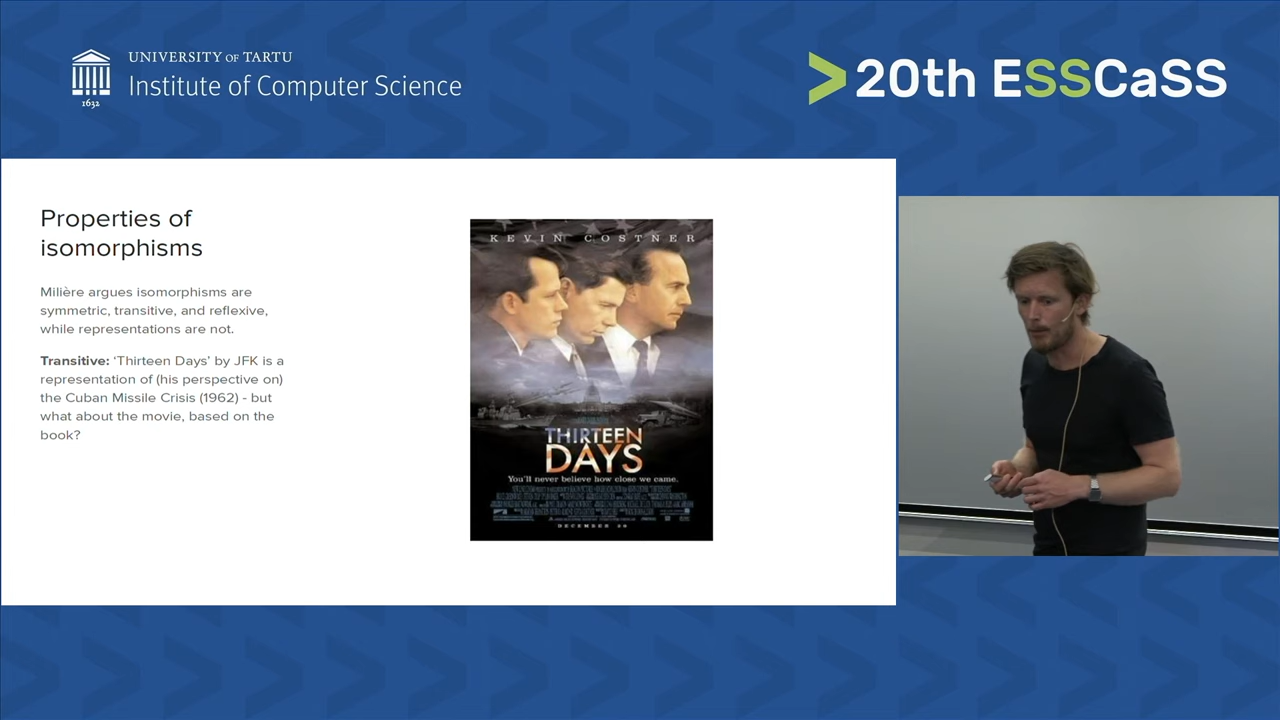 UNIVERSITY OF TARTU
Institute of Computer Science
1632
20th ESSCaSS
Properties of
isomorphisms
Milière argues isomorphisms are
symmetric, transitive, and reflexive,
while representations are not.
Transitive: ‘Thirteen Days’ by JFK is a
representation of (his perspective on)
the Cuban Missile Crisis (1962) - but
what about the movie, based on the
book?
KEVIN COSTNER
THIRTEEN
DAYS
You'll never believe how close we came.